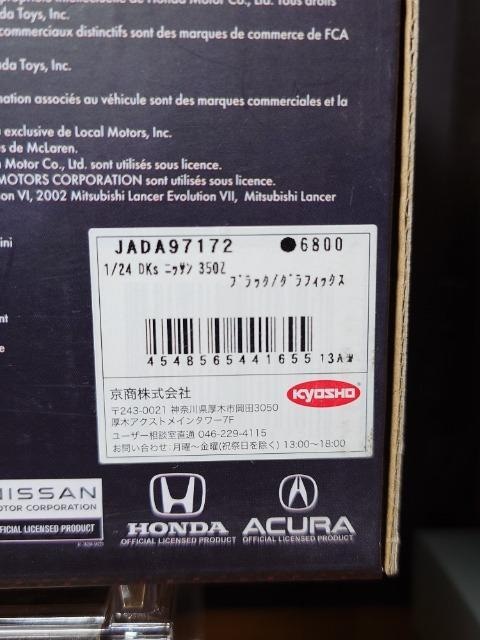 propriété intellectuelle de Honda Motor Co., Ltd. Tous droits
da Toys, Inc.
commerciaux distinctifs sont des marques de commerce de FCA
da Toys, Inc.
mation associés au véhicule sont des marques commerciales et la
exclusive de Local Motors, Inc.
es de McLaren.
Motor Co., Ltd. sont utilisés sous licence.
MOTORS CORPORATION sont utilisés sous licence.
on VI, 2002 Mitsubishi Lancer Evolution VII, Mitsubishi Lancer
ini
nt
e
JADA97172 ●6800
1/24 DKs ニッサン 350Z
ブラック/グラフィックス
4548565441655 13A
京商株式会社 KYOSHO
〒243-0021 神奈川県厚木市岡田3050
厚木アクストメインタワー7F
ユーザー相談室直通 046-229-4115
お問い合わせ:月曜〜金曜(祝祭日を除く) 13:00〜18:00
NISSAN
MOTOR CORPORATION
OFFICIAL LICENSED PRODUCT
HONDA
OFFICIAL LICENSED PRODUCT
ACURA
OFFICIAL LICENSED PRODUCT